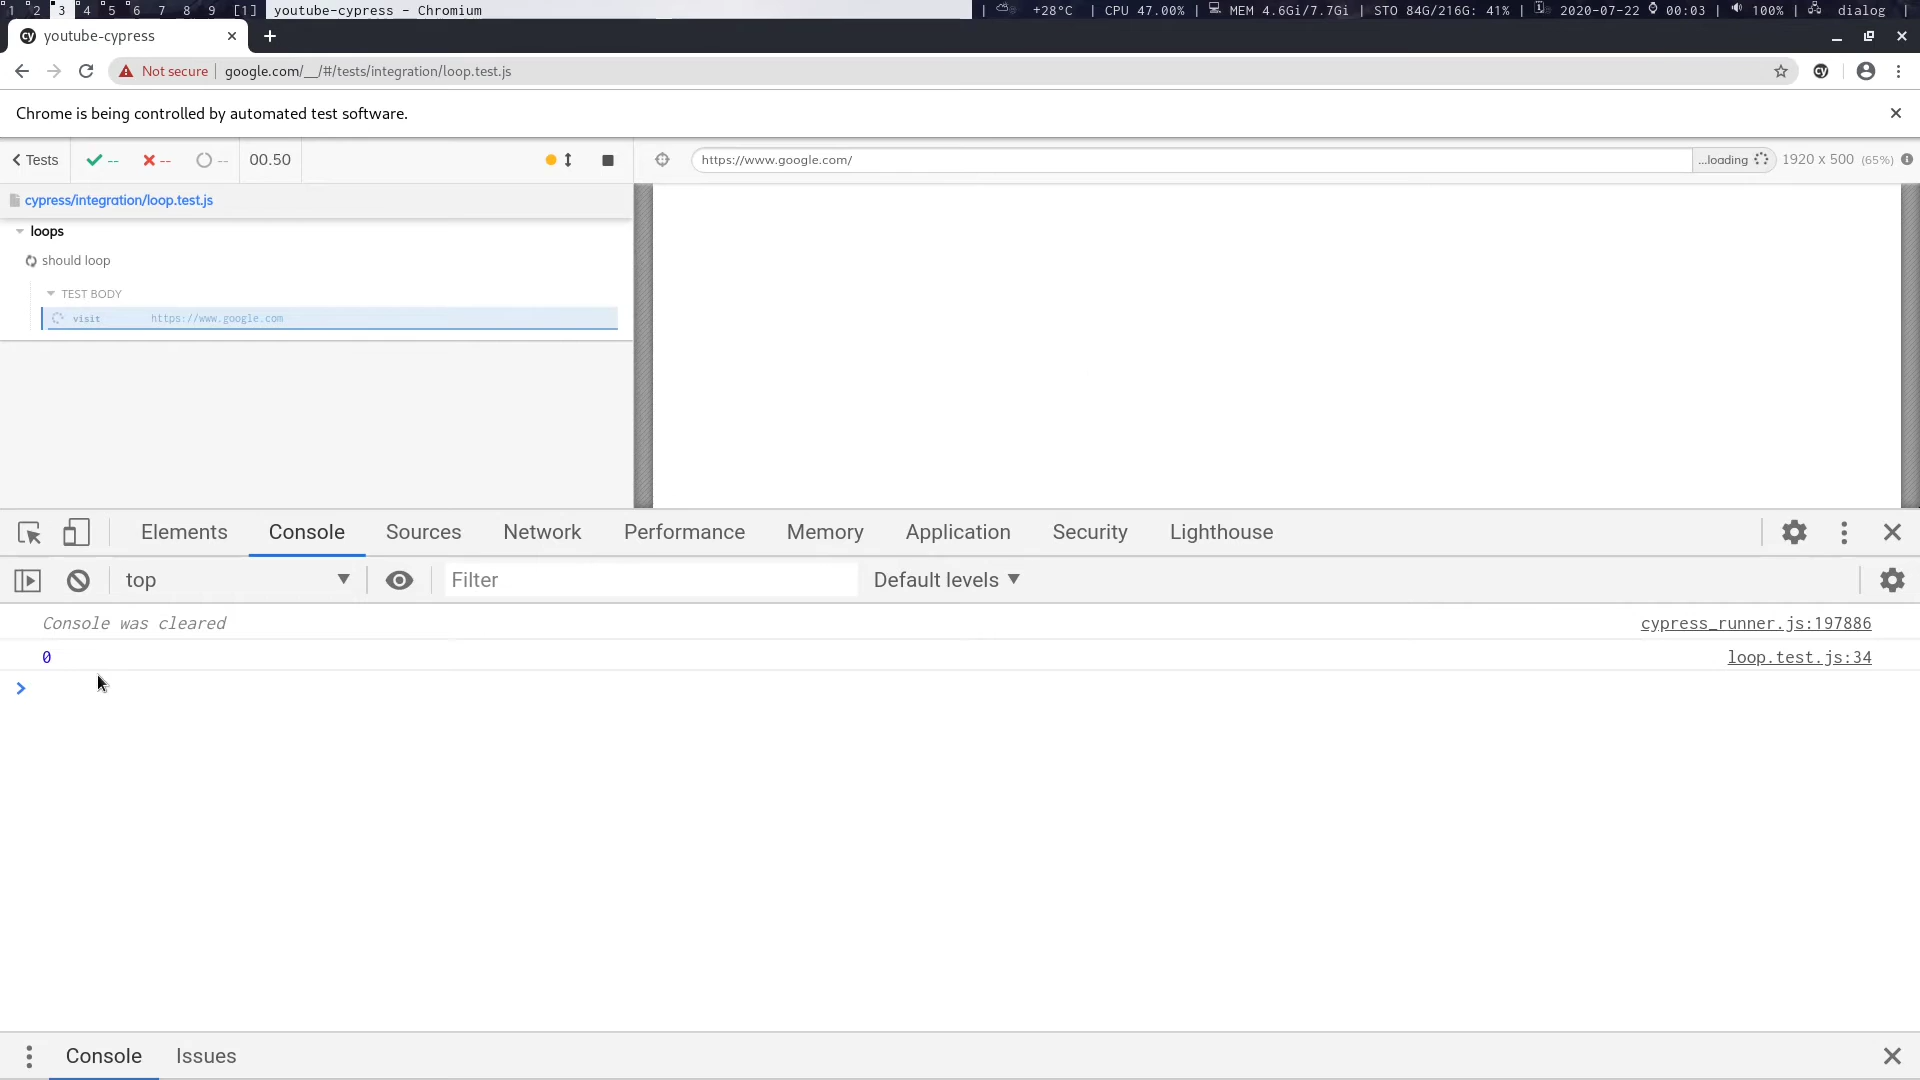 1 2 3 4 5 6 7 8 9 [1] youtube-cypress - Chromium | +28°C | CPU 47.00% | MEM 4.6Gi/7.7Gi | STO 84G/216G: 41% | 2020-07-22 00:03 | 100% | dialog |
youtube-cypress
Not secure google.com/__/#/tests/integration/loop.test.js
Chrome is being controlled by automated test software.
Tests -- -- -- 00.50 https://www.google.com/ ...loading 1920 x 500 (65%)
cypress/integration/loop.test.js
loops
should loop
TEST BODY
visit https://www.google.com
Elements Console Sources Network Performance Memory Application Security Lighthouse
top Filter Default levels
Console was cleared cypress_runner.js:197886
0 loop.test.js:34
Console Issues